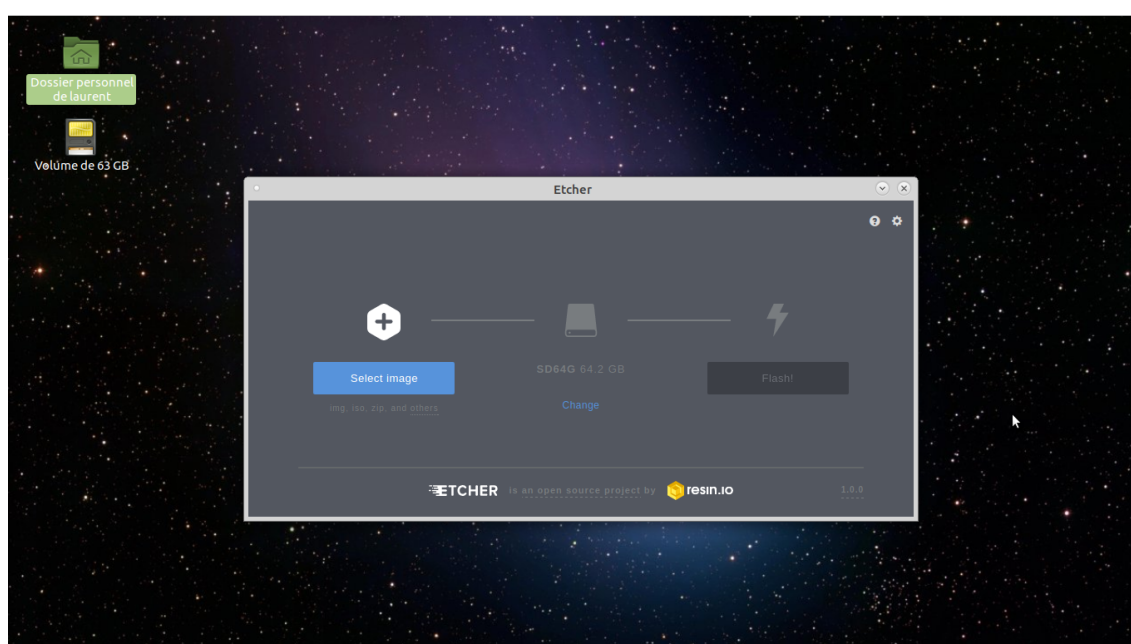 Dossier personnel
de laurent
Volume de 63 GB
Etcher
Select image
SD64G 64.2 GB
Flash!
img, iso, zip, and others
Change
ETCHER is an open source project by resin.io
1.0.0